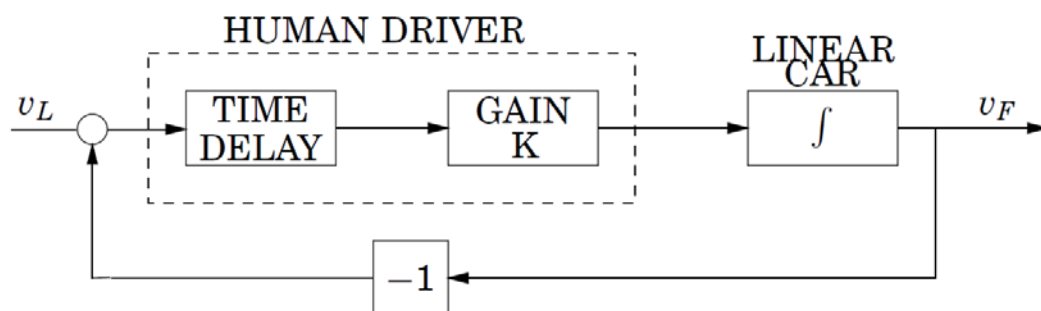 HUMAN DRIVER
LINEAR
CAR
v_L
TIME
DELAY
GAIN
K
∫
v_F
−1